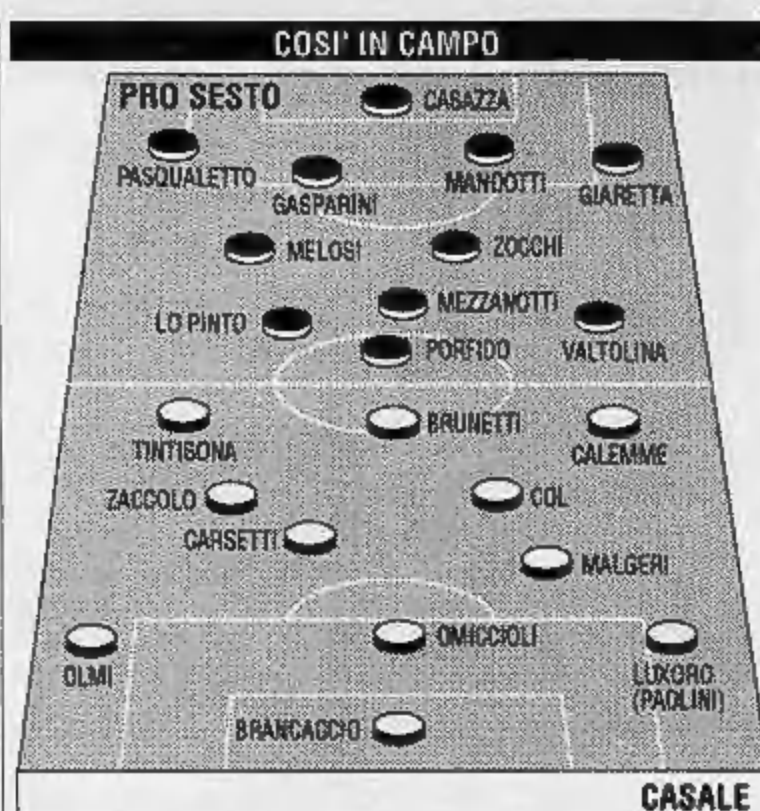 COSI' IN CAMPO
PRO SESTO
CASAZZA
PASQUALETTO
GASPARINI
MANDOTTI
GIARETTA
MELOSI
ZOCCHI
LO PINTO
MEZZANOTTI
PORFIDO
VALTOLINA
TINTISONA
BRUNETTI
CALEMME
ZACCOLO
CARSETTI
COL
MALGERI
OLMI
OMICCIOLI
LUXORO
(PAOLINI)
BRANCACCIO
CASALE